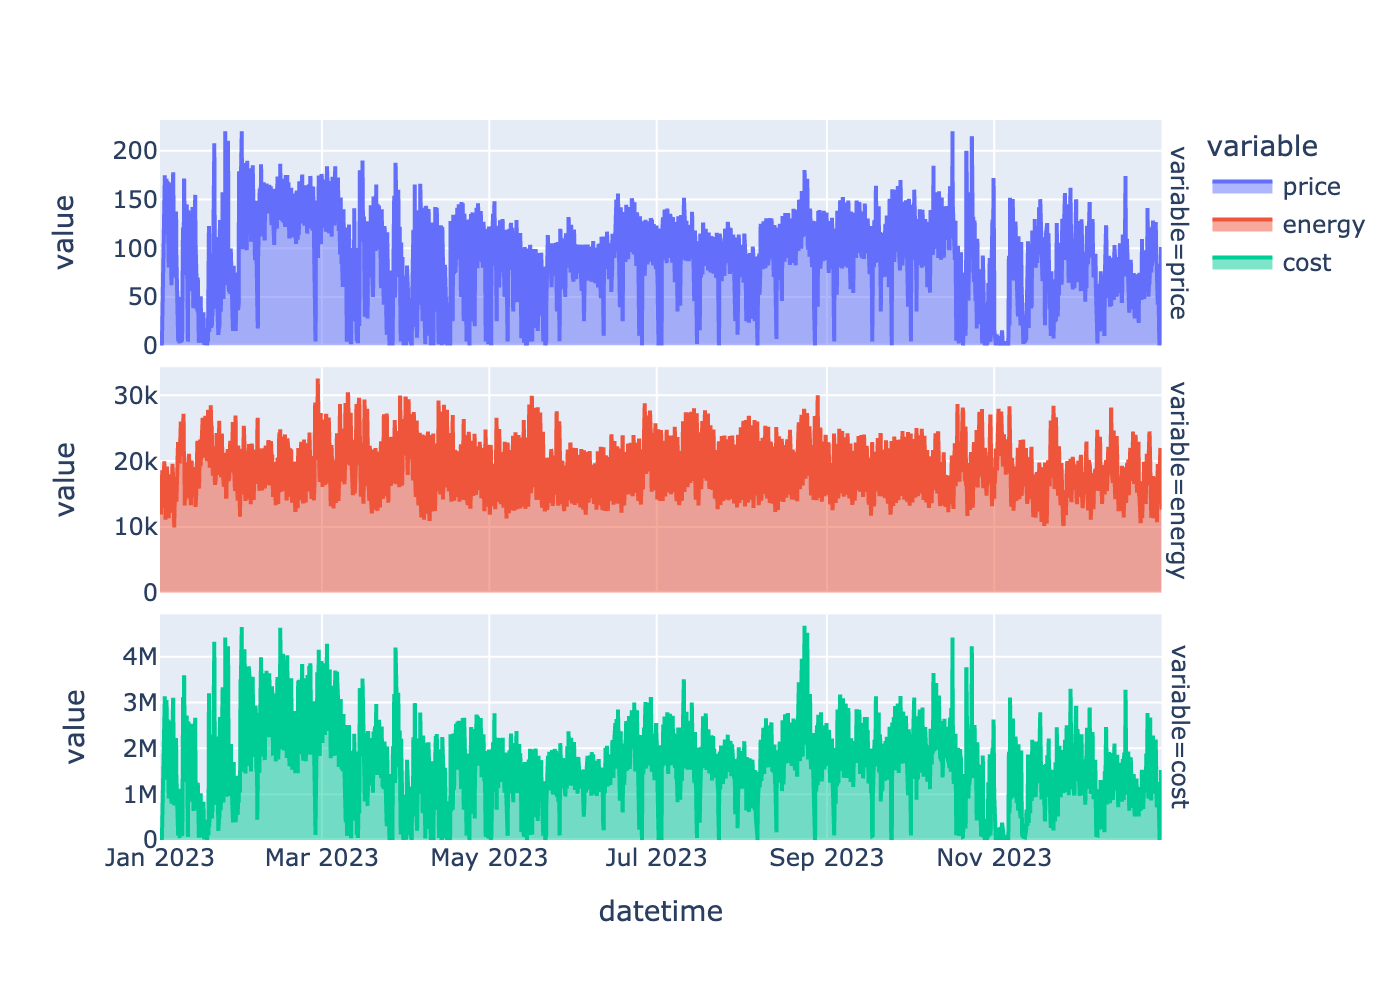 variable
price
energy
cost
200
150
100
50
0
value
variable=price
30k
20k
10k
0
value
variable=energy
4M
3M
2M
1M
0
value
variable=cost
Jan 2023 Mar 2023 May 2023 Jul 2023 Sep 2023 Nov 2023
datetime